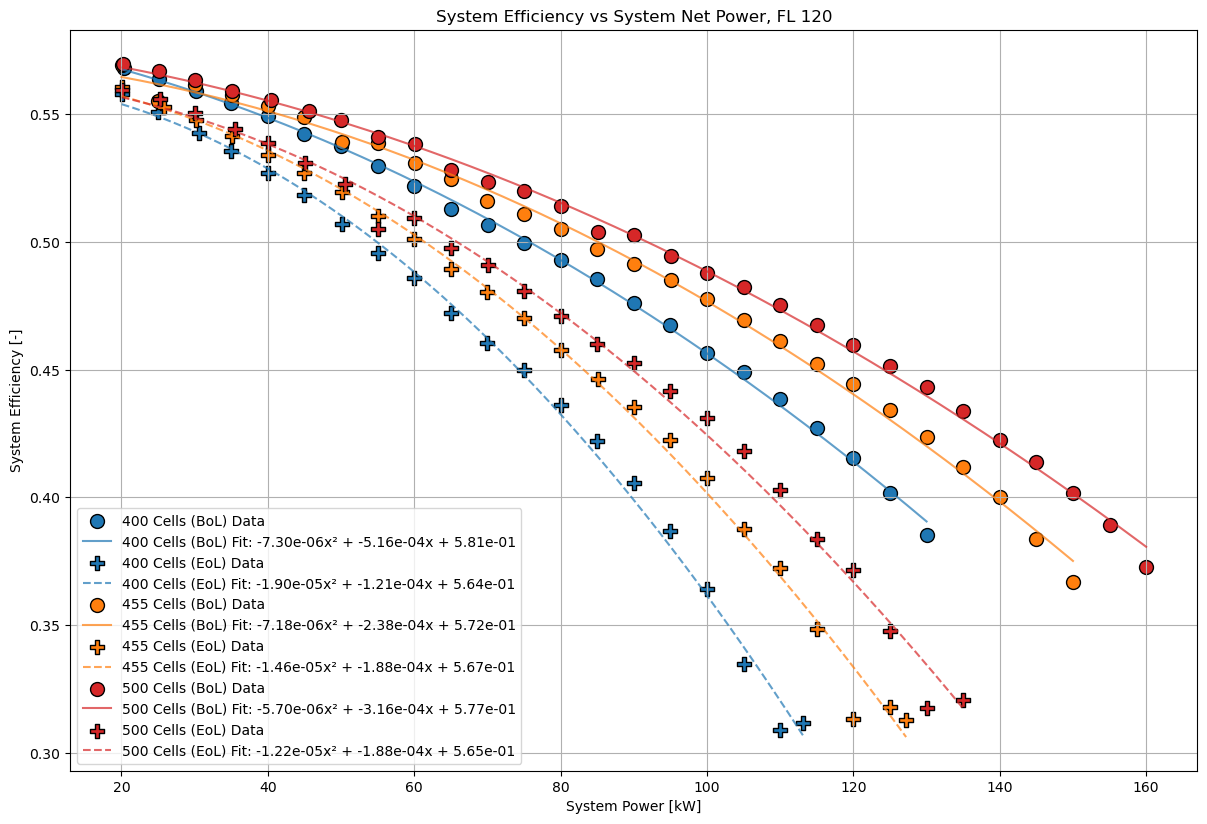 System Efficiency vs System Net Power, FL 120
System Efficiency [-]
0.55
0.50
0.45
0.40
0.35
0.30
400 Cells (BoL) Data
400 Cells (BoL) Fit: -7.30e-06x² + -5.16e-04x + 5.81e-01
400 Cells (EoL) Data
400 Cells (EoL) Fit: -1.90e-05x² + -1.21e-04x + 5.64e-01
455 Cells (BoL) Data
455 Cells (BoL) Fit: -7.18e-06x² + -2.38e-04x + 5.72e-01
455 Cells (EoL) Data
455 Cells (EoL) Fit: -1.46e-05x² + -1.88e-04x + 5.67e-01
500 Cells (BoL) Data
500 Cells (BoL) Fit: -5.70e-06x² + -3.16e-04x + 5.77e-01
500 Cells (EoL) Data
500 Cells (EoL) Fit: -1.22e-05x² + -1.88e-04x + 5.65e-01
20 40 60 80 100 120 140 160
System Power [kW]